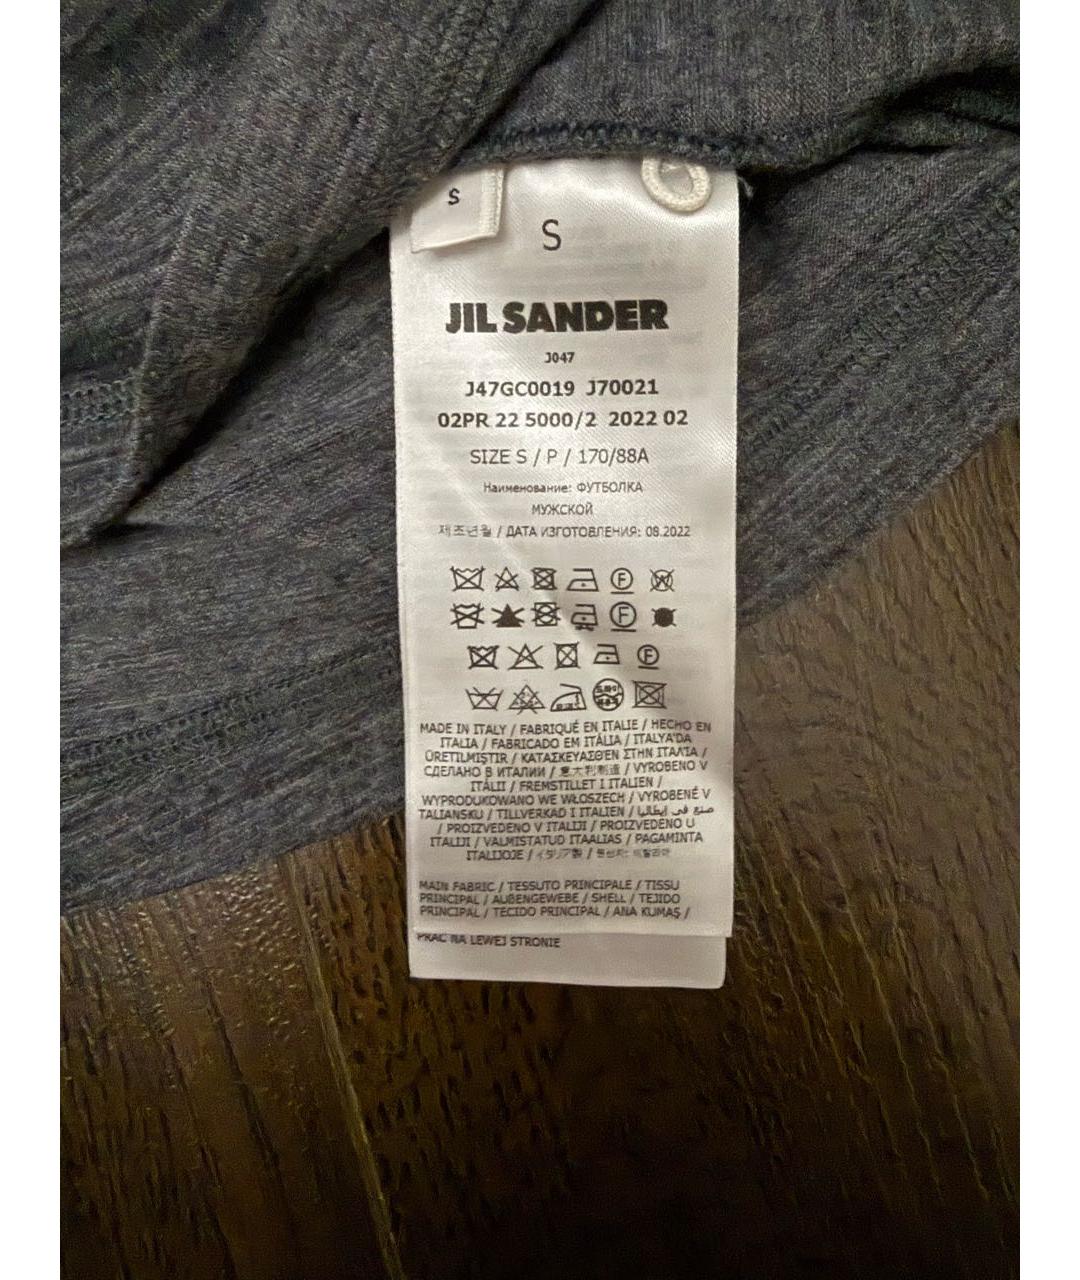 S
S
JIL SANDER
J047
J47GC0019 J70021
02PR 22 5000/2 2022 02
SIZE S / P / 170/88A
Наименование: ФУТБОЛКА
МУЖСКОЙ
제조년월 / ДАТА ИЗГОТОВЛЕНИЯ: 08.2022
MADE IN ITALY / FABRIQUÉ EN ITALIE / HECHO EN
ITALIA / FABRICADO EM ITÁLIA / ITALYA'DA
ÜRETILMIŞTIR / ΚΑΤΑΣΚΕΥΑΣΘΕΝ ΣΤΗΝ ΙΤΑΛΊΑ /
СДЕЛАНО В ИТАЛИИ / 意大利制造 / VYROBENO V
ITÁLII / FREMSTILLET I ITALIEN /
WYPRODUKOWANO WE WŁOSZECH / VYROBENÉ V
TALIANSKU / TILLVERKAD I ITALIEN / صنع في إيطاليا
/ PROIZVEDENO V ITALIJI / PROIZVEDENO U
ITALIJI / VALMISTATUD ITAALIAS / PAGAMINTA
ITALIJOJE / イタリア製 / 원산지: 이탈리아
MAIN FABRIC / TESSUTO PRINCIPALE / TISSU
PRINCIPAL / AUßENGEWEBE / SHELL / TEJIDO
PRINCIPAL / TECIDO PRINCIPAL / ANA KUMAŞ /
PRAĆ NA LEWEJ STRONIE